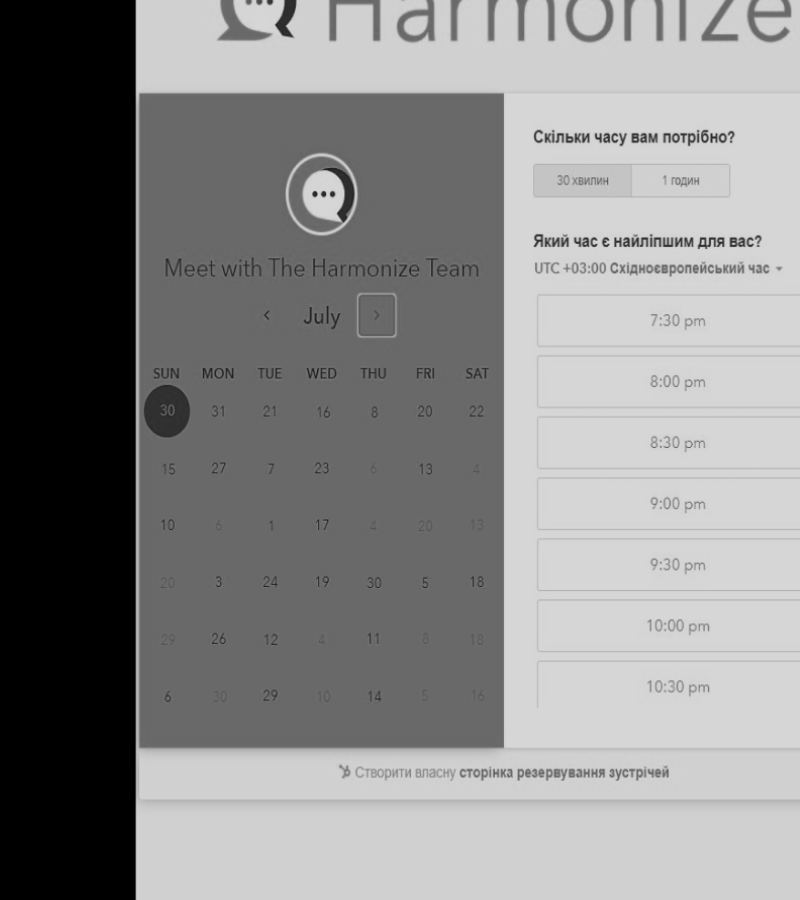 Harmonize
Meet with The Harmonize Team
July
SUN MON TUE WED THU FRI SAT
30 31 21 16 8 20 22
15 27 7 23 6 13 4
10 6 1 17 4 20 13
20 3 24 19 30 5 18
29 26 12 4 11 8 18
6 30 29 10 14 5 16
Скільки часу вам потрібно?
30 хвилин 1 годин
Який час є найліпшим для вас?
UTC +03:00 Східноєвропейський час
7:30 pm
8:00 pm
8:30 pm
9:00 pm
9:30 pm
10:00 pm
10:30 pm
Створити власну сторінка резервування зустрічей